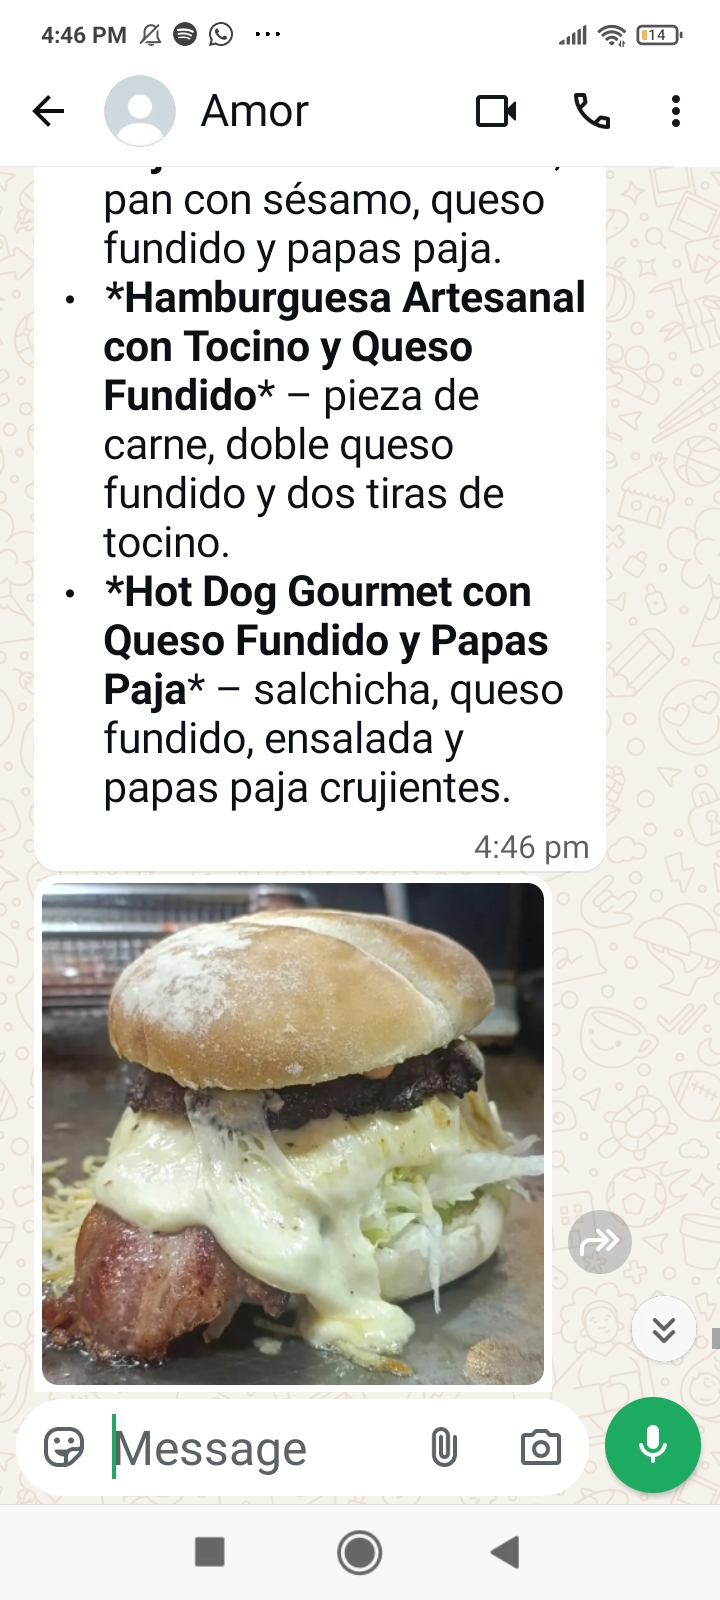 4:46 PM
14
Amor
pan con sésamo, queso
fundido y papas paja.
• *Hamburguesa Artesanal
con Tocino y Queso
Fundido* – pieza de
carne, doble queso
fundido y dos tiras de
tocino.
• *Hot Dog Gourmet con
Queso Fundido y Papas
Paja* – salchicha, queso
fundido, ensalada y
papas paja crujientes.
4:46 pm
Message